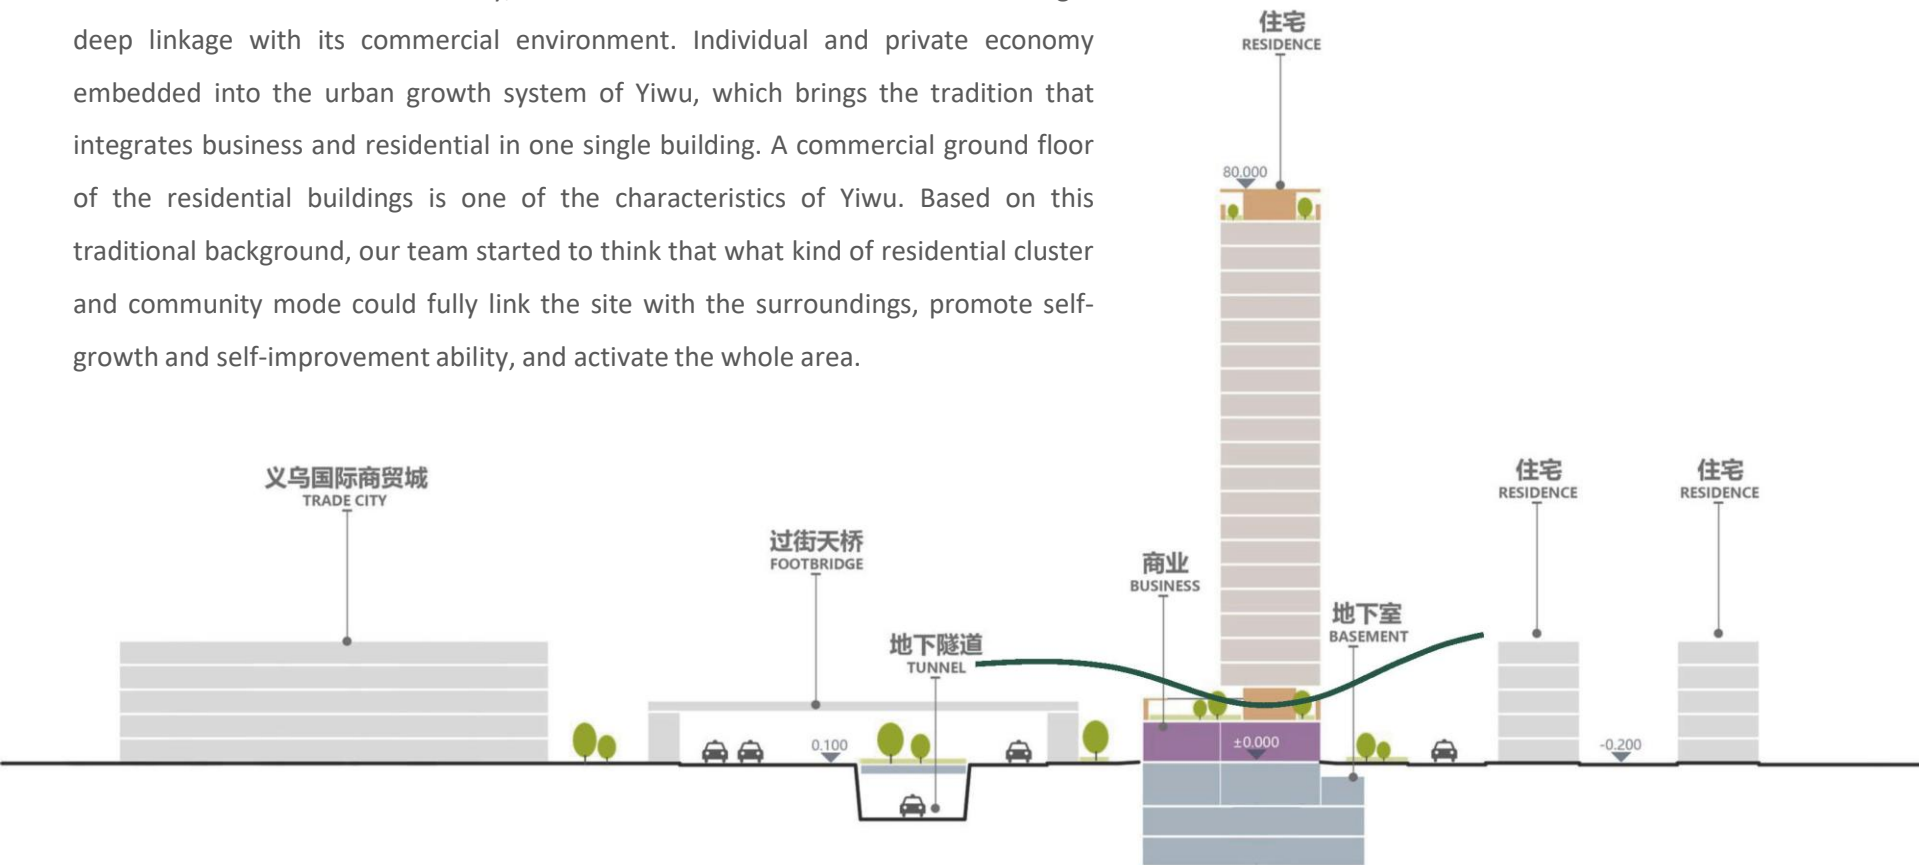 deep linkage with its commercial environment. Individual and private economy
embedded into the urban growth system of Yiwu, which brings the tradition that
integrates business and residential in one single building. A commercial ground floor
of the residential buildings is one of the characteristics of Yiwu. Based on this
traditional background, our team started to think that what kind of residential cluster
and community mode could fully link the site with the surroundings, promote self-
growth and self-improvement ability, and activate the whole area.
住宅
RESIDENCE
80.000
义乌国际商贸城
TRADE CITY
过街天桥
FOOTBRIDGE
地下隧道
TUNNEL
商业
BUSINESS
地下室
BASEMENT
住宅
RESIDENCE
住宅
RESIDENCE
0.100
±0.000
-0.200